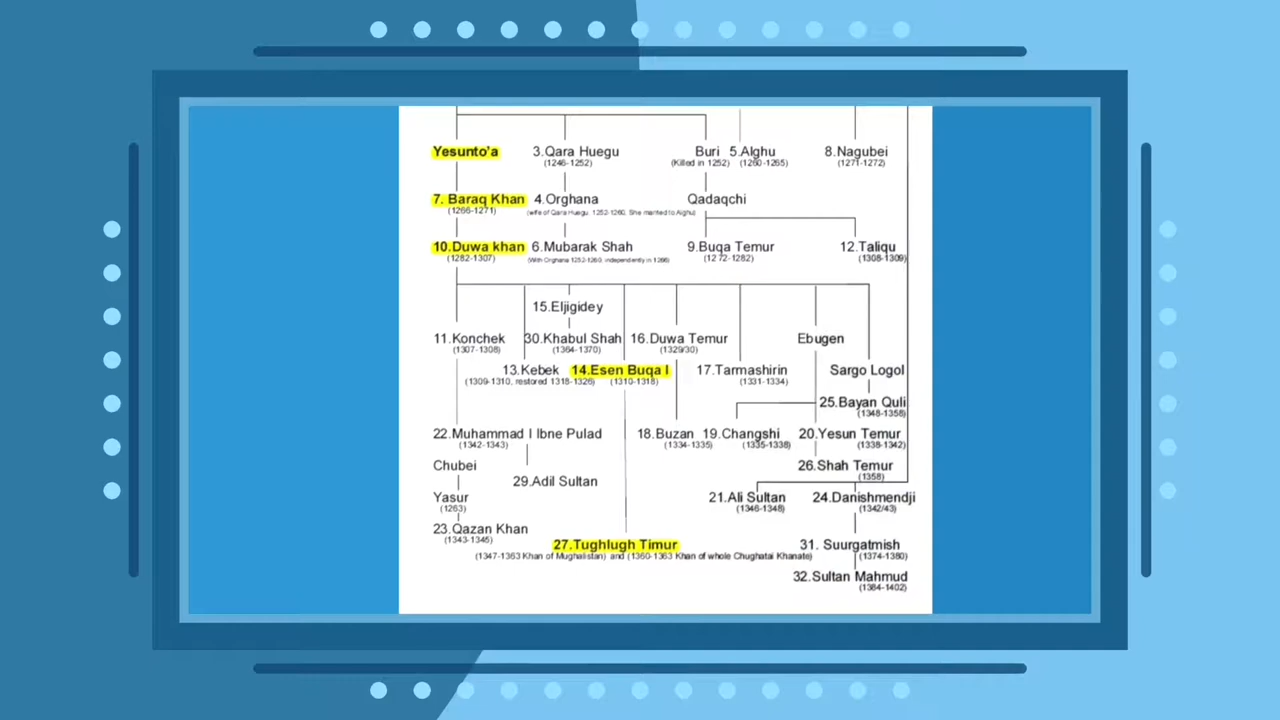 Yesunto'a 3.Qara Huegu Buri 5.Alghu 8.Nagubei
(1246-1252) (Killed in 1252) (1260-1265) (1271-1272)
7. Baraq Khan 4.Orghana Qadaqchi
(1266-1271) (wife of Qara Huegu, 1252-1260, She married to Alghu)
10.Duwa khan 6.Mubarak Shah 9.Buqa Temur 12.Taliqu
(1282-1307) (With Orghana 1252-1260, independently in 1266) (12 72-1282) (1308-1309)
15.Eljigidey
11.Konchek 30.Khabul Shah 16.Duwa Temur Ebugen
(1307-1308) (1364-1370) (1329/30)
13.Kebek 14.Esen Buqa I 17.Tarmashirin Sargo Logol
(1309-1310, restored 1318-1326) (1310-1318) (1331-1334)
25.Bayan Quli
(1348-1358)
22.Muhammad I Ibne Pulad 18.Buzan 19.Changshi 20.Yesun Temur
(1342-1343) (1334-1335) (1335-1338) (1338-1342)
Chubei 26.Shah Temur
(1358)
29.Adil Sultan
Yasur 21.Ali Sultan 24.Danishmendji
(1263) (1346-1348) (1342/43)
23.Qazan Khan
(1343-1345)
27.Tughlugh Timur 31. Suurgatmish
(1347-1363 Khan of Mughalistan) and (1360-1363 Khan of whole Chughatai Khanate) (1374-1380)
32.Sultan Mahmud
(1384-1402)